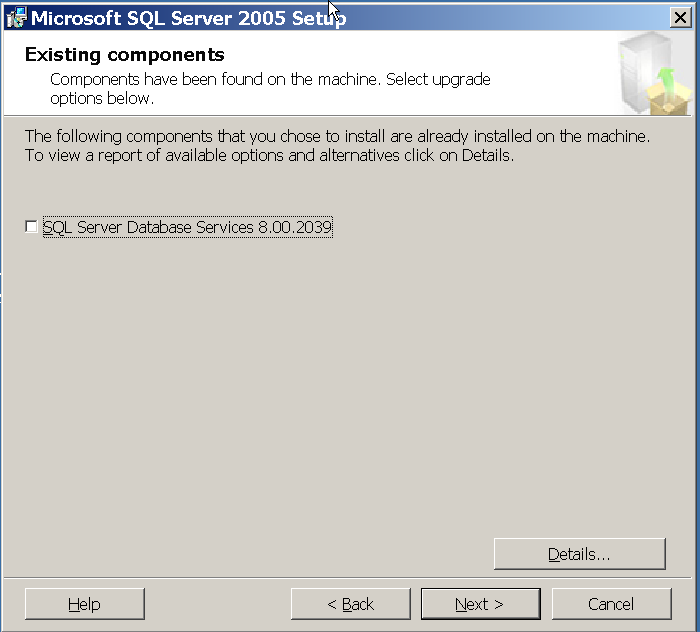 Microsoft SQL Server 2005 Setup
Existing components
Components have been found on the machine. Select upgrade
options below.
The following components that you chose to install are already installed on the machine.
To view a report of available options and alternatives click on Details.
SQL Server Database Services 8.00.2039
Details...
Help
< Back
Next >
Cancel